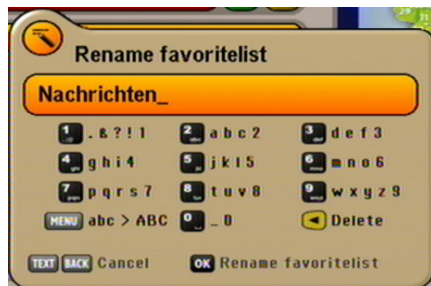 Rename favoritelist
Nachrichten_
1 . & ? ! 1 2 a b c 2 3 d e f 3
4 g h i 4 5 j k l 5 6 m n o 6
7 p q r s 7 8 t u v 8 9 w x y z 9
MENU abc > ABC 0 _ 0 Delete
TEXT BACK Cancel OK Rename favoritelist